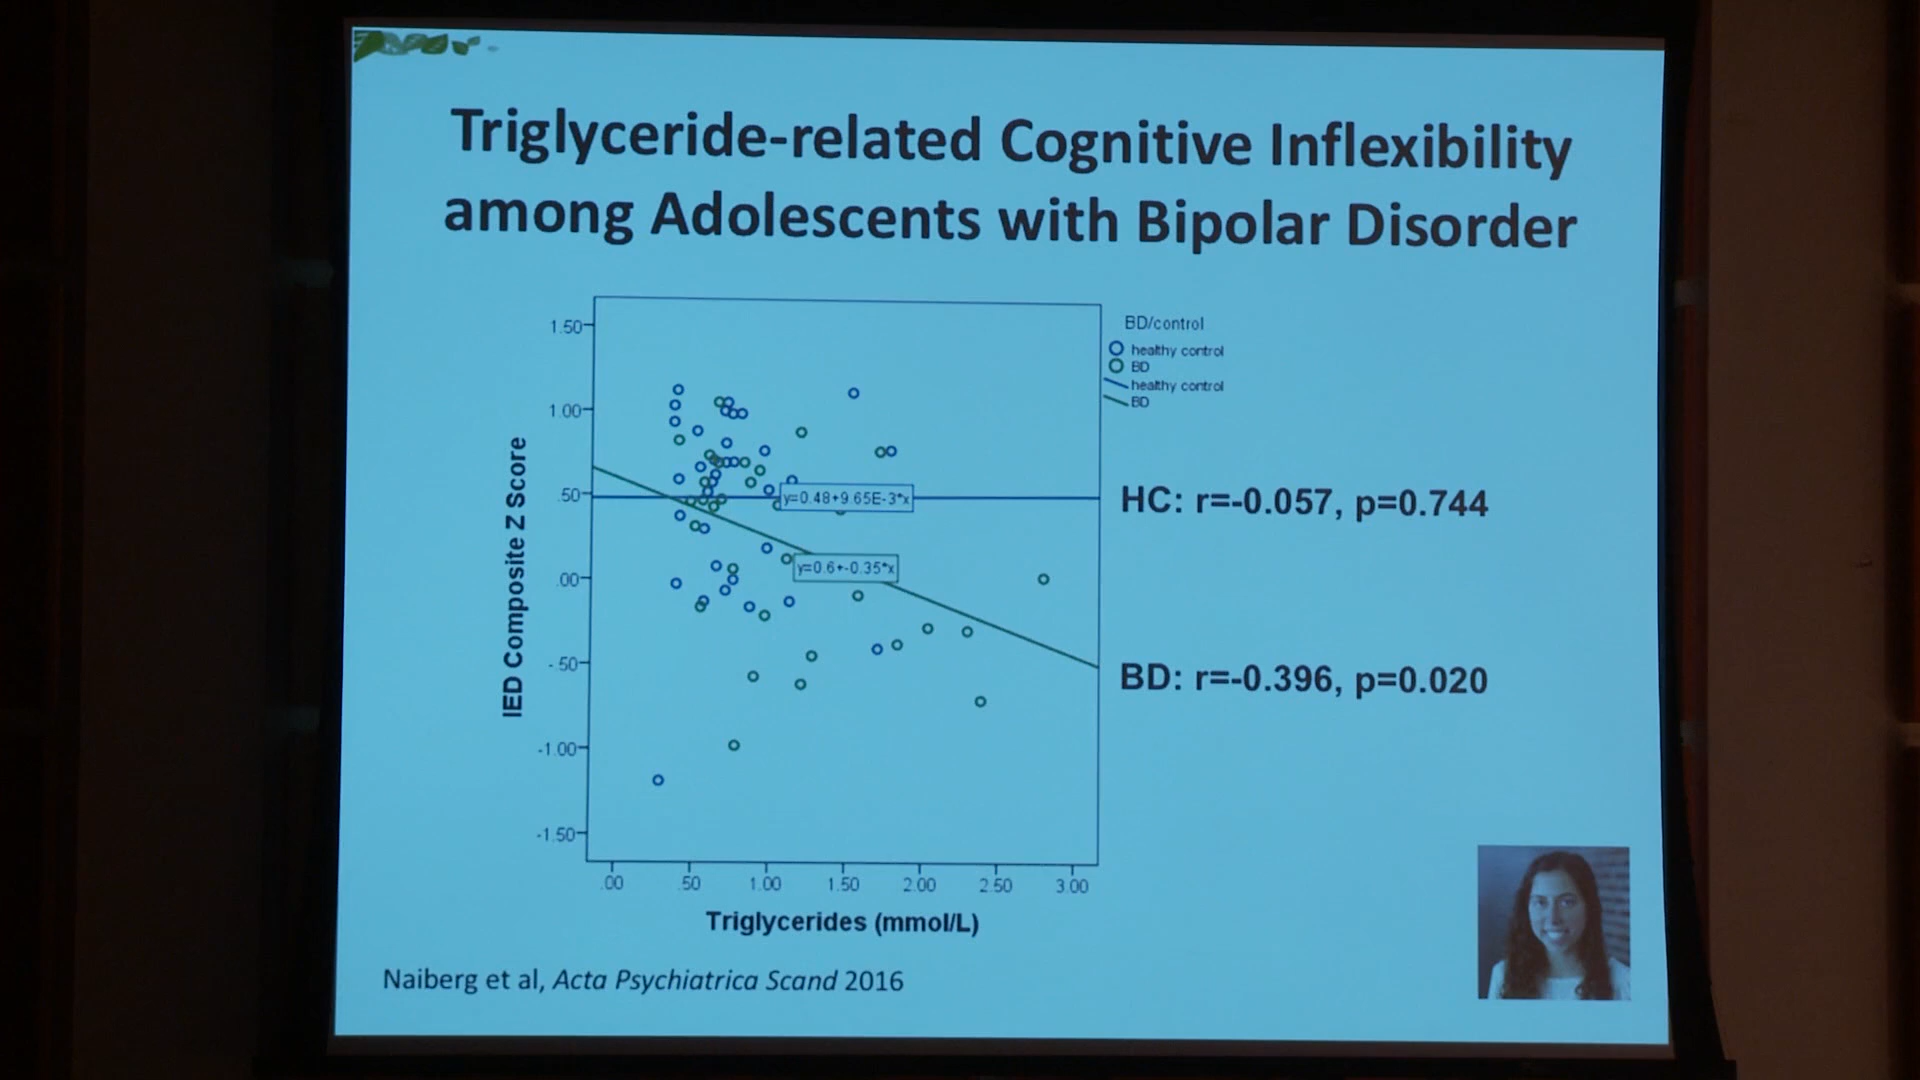 Triglyceride-related Cognitive Inflexibility
among Adolescents with Bipolar Disorder
1.50
1.00
.50
.00
-.50
-1.00
-1.50
IED Composite Z Score
y=0.48+9.65E-3*x
y=0.6+-0.35*x
.00 .50 1.00 1.50 2.00 2.50 3.00
Triglycerides (mmol/L)
BD/control
healthy control
BD
healthy control
BD
HC: r=-0.057, p=0.744
BD: r=-0.396, p=0.020
Naiberg et al, Acta Psychiatrica Scand 2016